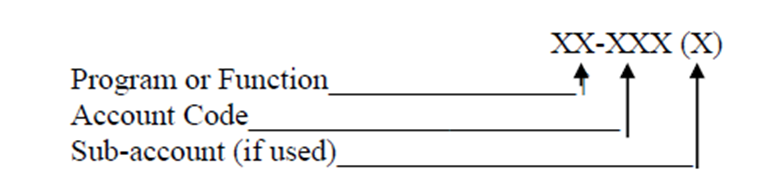 XX-XXX (X)
Program or Function
Account Code
Sub-account (if used)